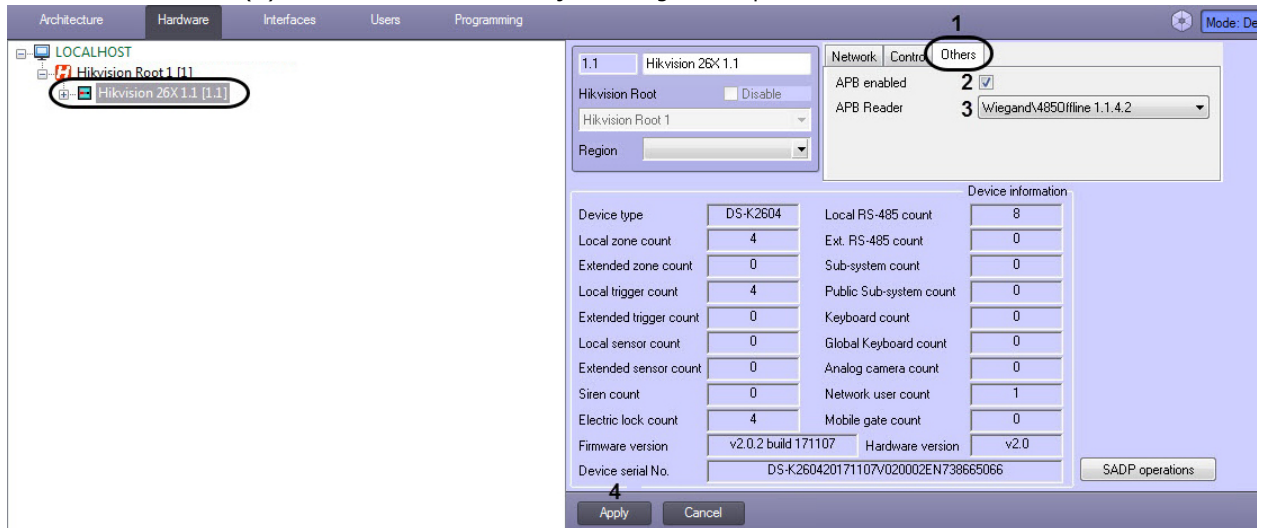 Architecture Hardware Interfaces Users Programming 1 Mode: De
LOCALHOST
Hikvision Root 1 [1]
Hikvision 26X 1.1 [1.1]
1.1 Hikvision 26X 1.1
Hikvision Root Disable
Hikvision Root 1
Region
Network Control Others
APB enabled 2
APB Reader 3 Wiegand\485Offline 1.1.4.2
Device information
Device type DS-K2604 Local RS-485 count 8
Local zone count 4 Ext. RS-485 count 0
Extended zone count 0 Sub-system count 0
Local trigger count 4 Public Sub-system count 0
Extended trigger count 0 Keyboard count 0
Local sensor count 0 Global Keyboard count 0
Extended sensor count 0 Analog camera count 0
Siren count 0 Network user count 1
Electric lock count 4 Mobile gate count 0
Firmware version v2.0.2 build 171107 Hardware version v2.0
Device serial No. DS-K260420171107V020002EN738665066 SADP operations
4
Apply Cancel